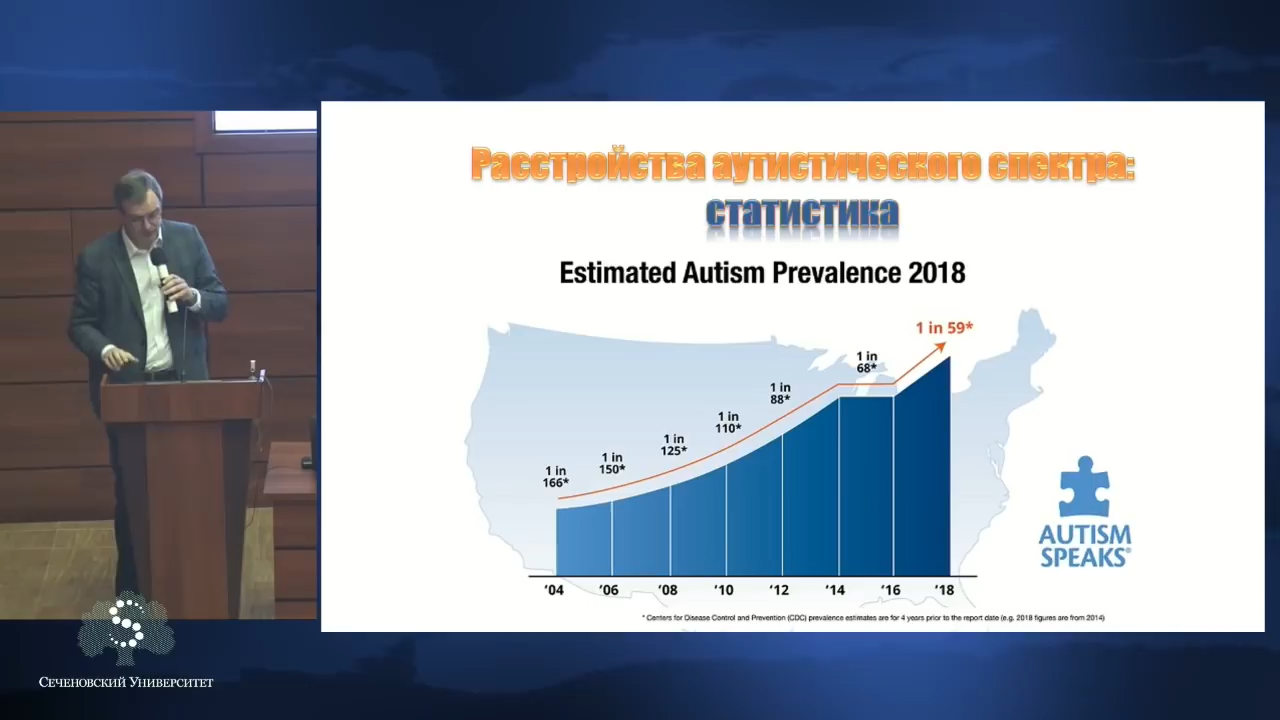 Расстройства аутистического спектра:
статистика
Estimated Autism Prevalence 2018
1 in 59*
1 in
68*
1 in
88*
1 in
110*
1 in
125*
1 in
150*
1 in
166*
AUTISM
SPEAKS®
‘04 ‘06 ‘08 ‘10 ‘12 ‘14 ‘16 ‘18
* Centers for Disease Control and Prevention (CDC) prevalence estimates are for 4 years prior to the report date (e.g. 2018 figures are from 2014)
S
Сеченовский Университет